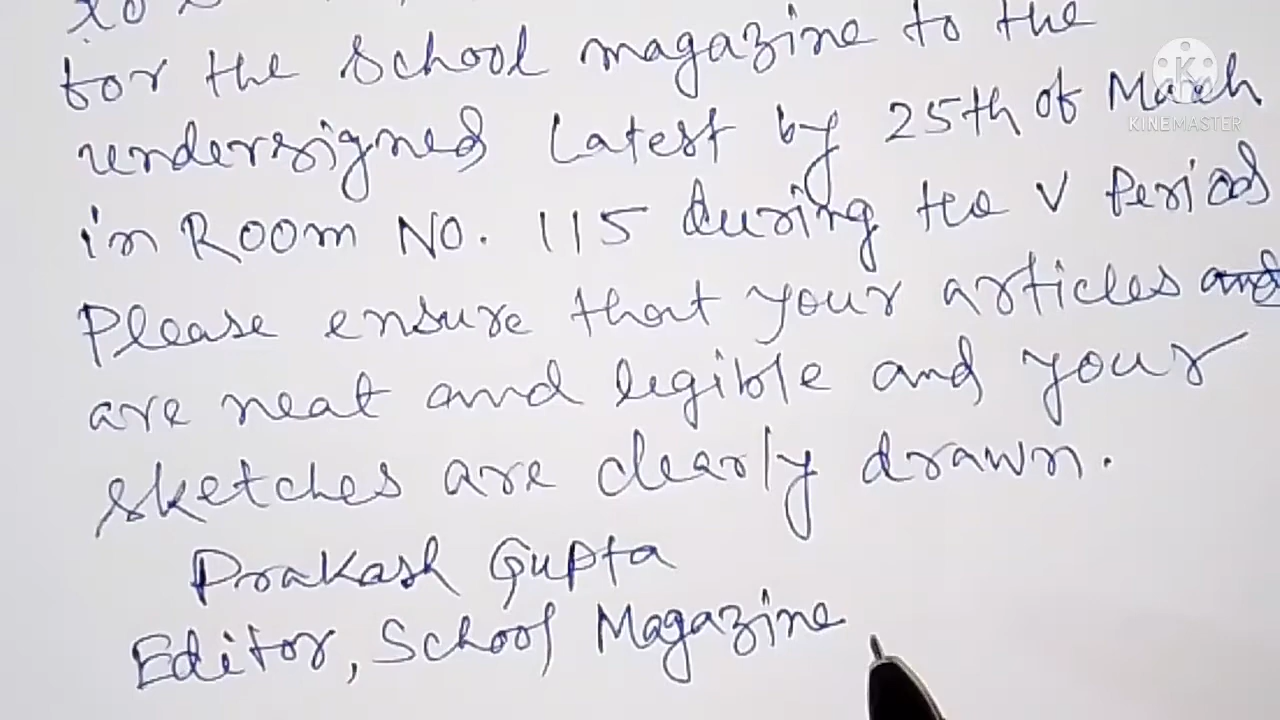 for the School magazine to the
undersigned latest by 25th of March
in Room No. 115 during the V Period
Please ensure that your articles and
are neat and legible and your
sketches are clearly drawn.
Prakash Gupta
Editor, School Magazine
K
KINEMASTER